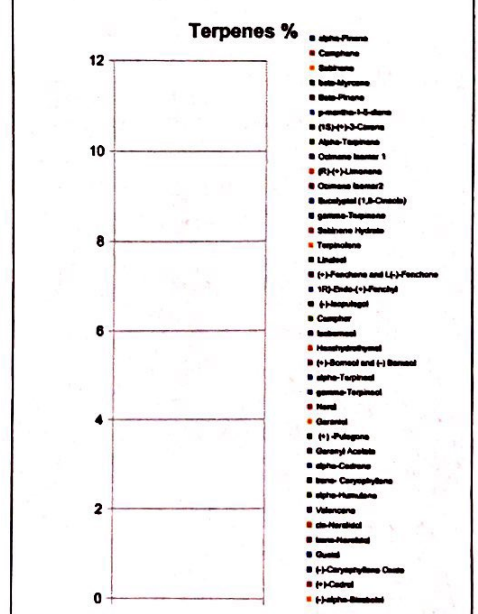 Terpenes %
12
10
8
6
4
2
0
alpha-Pinene
Camphene
Sabinene
beta-Myrcene
Beta-Pinene
p-mentha-1-5-diene
(1S)-(+)-3-Carene
Alpha-Terpinene
Ocimene Isomer 1
(R)-(+)-Limonene
Ocimene Isomer2
Eucalyptol (1,8-Cineole)
gamma-Terpinene
Sabinene Hydrate
Terpinolene
Linalool
(+)-Fenchone and L(-)-Fenchone
1R)-Endo-(+)-Fenchyl
(-)-Isopulegol
Camphor
Isoborneol
Hexahydrothymol
(+)-Borneol and (-) Borneol
alpha-Terpineol
gamma-Terpineol
Nerol
Geraniol
(+) -Pulegone
Geranyl Acetate
alpha-Cedrene
trans- Caryophyllene
alpha-Humulene
Valencene
cis-Nerolidol
trans-Nerolidol
Guaiol
(-)-Caryophyllene Oxide
(+)-Cedrol
(-)-alpha-Bisabolol